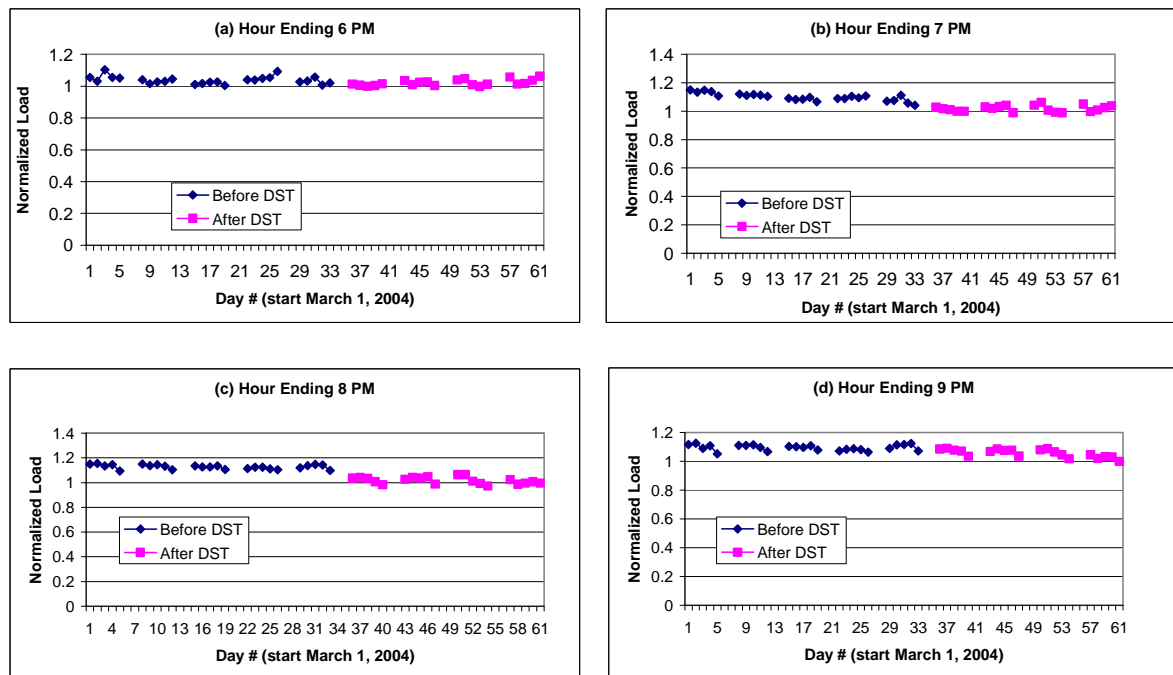 (a) Hour Ending 6 PM
Normalized Load
1.2
1
0.8
0.6
0.4
0.2
0
Before DST
After DST
1 5 9 13 17 21 25 29 33 37 41 45 49 53 57 61
Day # (start March 1, 2004)
(b) Hour Ending 7 PM
Normalized Load
1.4
1.2
1
0.8
0.6
0.4
0.2
0
Before DST
After DST
1 5 9 13 17 21 25 29 33 37 41 45 49 53 57 61
Day # (start March 1, 2004)
(c) Hour Ending 8 PM
Normalized Load
1.4
1.2
1
0.8
0.6
0.4
0.2
0
Before DST
After DST
1 4 7 10 13 16 19 22 25 28 31 34 37 40 43 46 49 52 55 58 61
Day # (start March 1, 2004)
(d) Hour Ending 9 PM
Normalized Load
1.2
1
0.8
0.6
0.4
0.2
0
Before DST
After DST
1 5 9 13 17 21 25 29 33 37 41 45 49 53 57 61
Day # (start March 1, 2004)